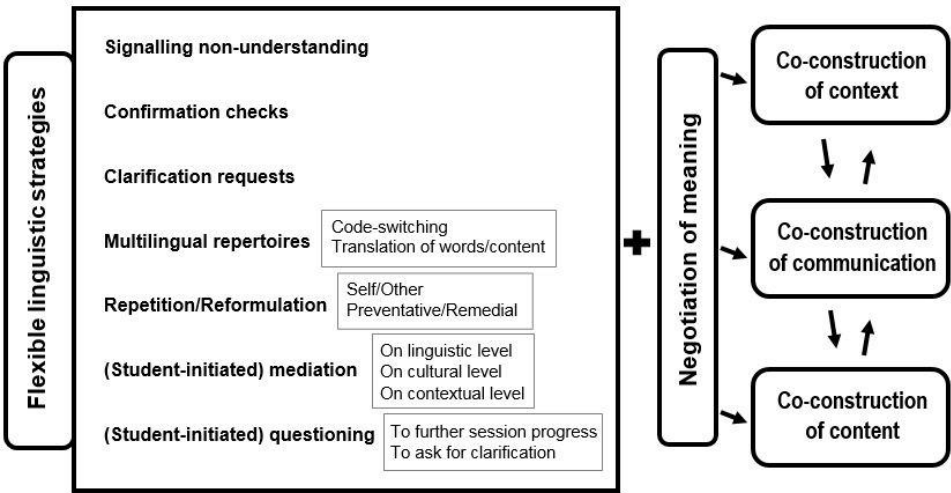 Flexible linguistic strategies
Signalling non-understanding
Confirmation checks
Clarification requests
Multilingual repertoires
Code-switching
Translation of words/content
Repetition/Reformulation
Self/Other
Preventative/Remedial
(Student-initiated) mediation
On linguistic level
On cultural level
On contextual level
(Student-initiated) questioning
To further session progress
To ask for clarification
+
Negotiation of meaning
Co-construction
of context
Co-construction
of communication
Co-construction
of content